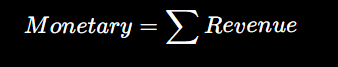 Monetary = ∑ Revenue